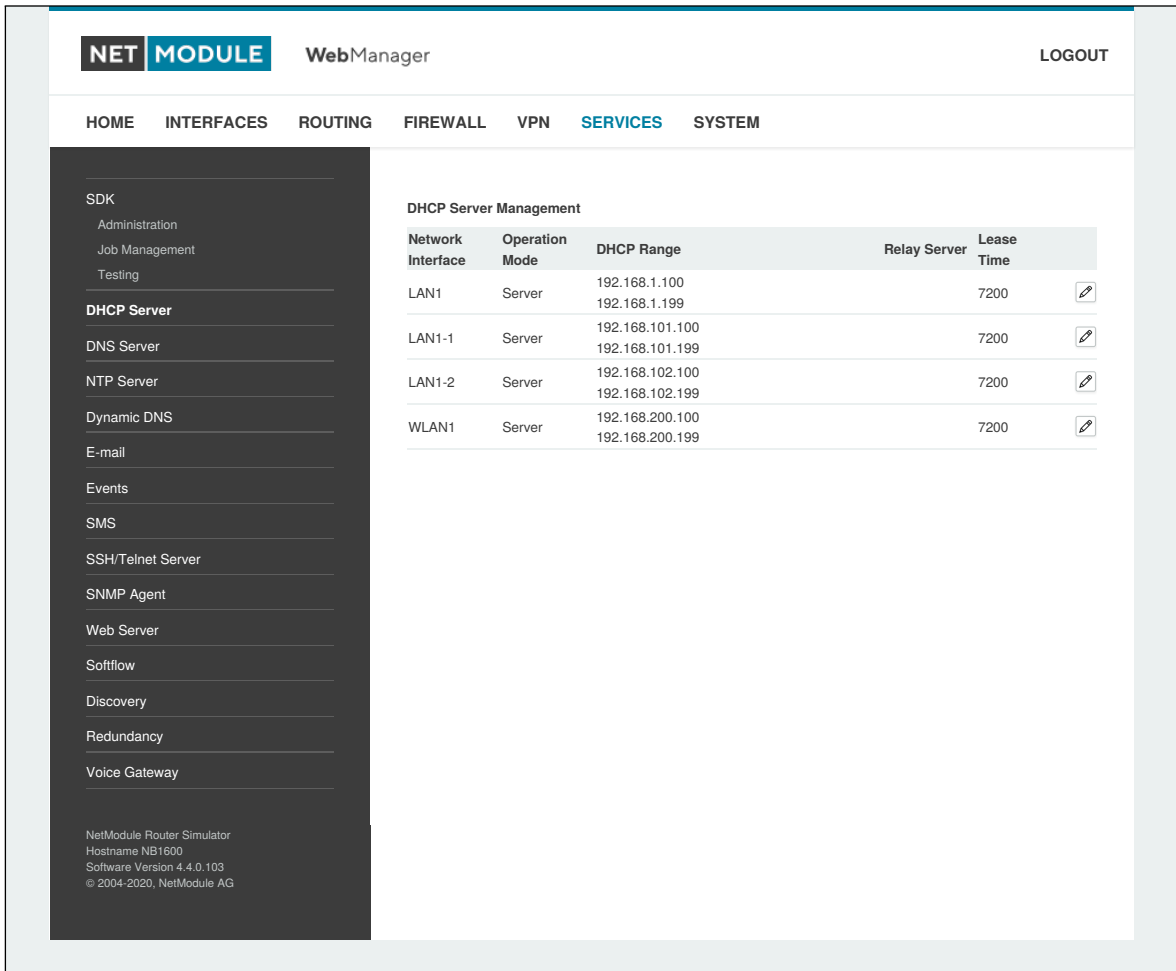 NET MODULE WebManager LOGOUT
HOME INTERFACES ROUTING FIREWALL VPN SERVICES SYSTEM
SDK
Administration
Job Management
Testing
DHCP Server
DNS Server
NTP Server
Dynamic DNS
E-mail
Events
SMS
SSH/Telnet Server
SNMP Agent
Web Server
Softflow
Discovery
Redundancy
Voice Gateway
NetModule Router Simulator
Hostname NB1600
Software Version 4.4.0.103
© 2004-2020, NetModule AG
DHCP Server Management
Network Interface Operation Mode DHCP Range Relay Server Lease Time
LAN1 Server 192.168.1.100 7200
192.168.1.199
LAN1-1 Server 192.168.101.100 7200
192.168.101.199
LAN1-2 Server 192.168.102.100 7200
192.168.102.199
WLAN1 Server 192.168.200.100 7200
192.168.200.199